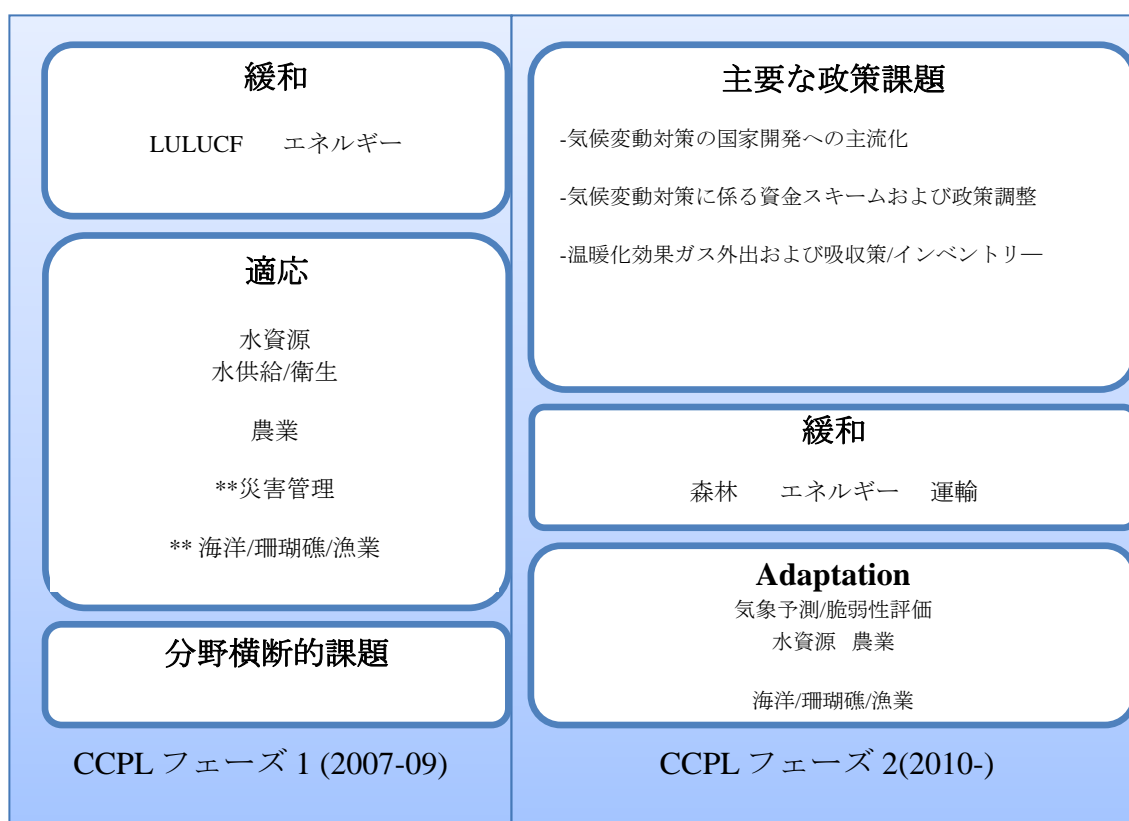 緩和
LULUCF エネルギー
適応
水資源
水供給/衛生
農業
**災害管理
** 海洋/珊瑚礁/漁業
分野横断的課題
CCPL フェーズ 1 (2007-09)
主要な政策課題
-気候変動対策の国家開発への主流化
-気候変動対策に係る資金スキームおよび政策調整
-温暖化効果ガス外出および吸収策/インベントリ―
緩和
森林 エネルギー 運輸
Adaptation
気象予測/脆弱性評価
水資源 農業
海洋/珊瑚礁/漁業
CCPL フェーズ 2(2010-)